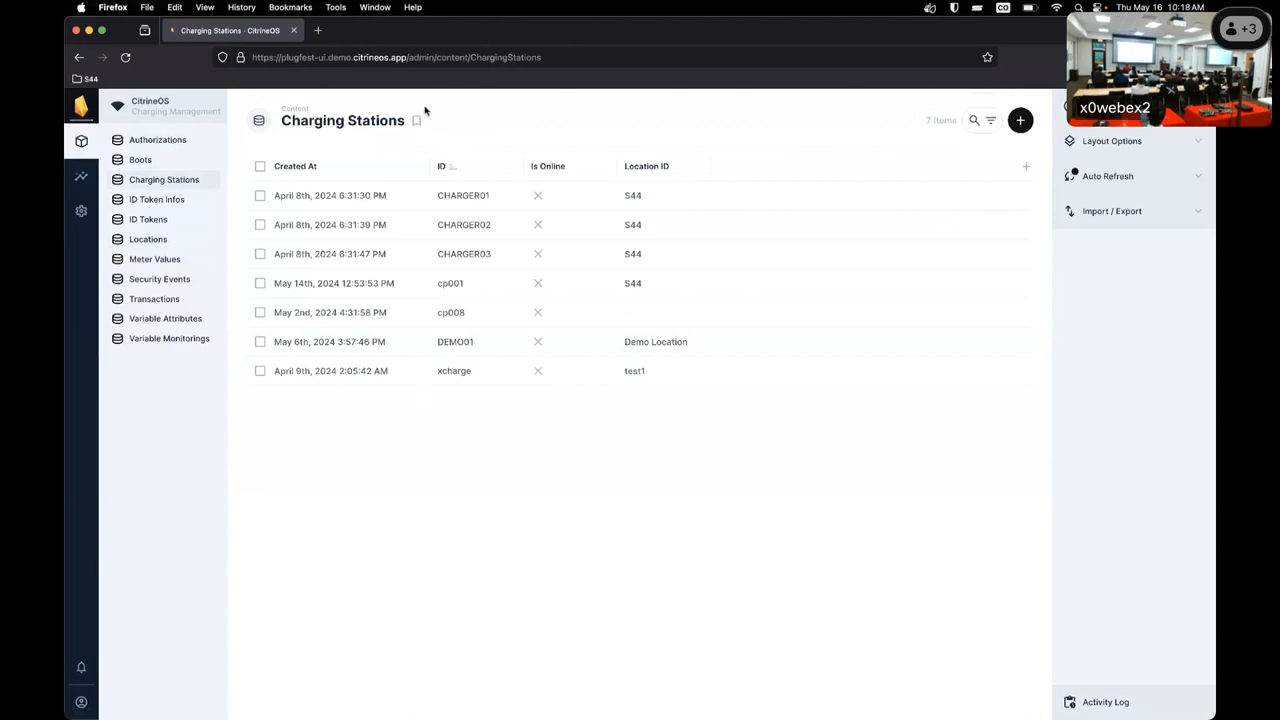 Firefox File Edit View History Bookmarks Tools Window Help
Thu May 16 10:18 AM
Charging Stations · CitrineOS
https://plugfest-ui.demo.citrineos.app/admin/content/ChargingStations
S44
+3
x0webex2
CitrineOS
Charging Management
Authorizations
Boots
Charging Stations
ID Token Infos
ID Tokens
Locations
Meter Values
Security Events
Transactions
Variable Attributes
Variable Monitorings
Content
Charging Stations
7 Items
Created At ID Is Online Location ID
April 8th, 2024 6:31:30 PM CHARGER01 S44
April 8th, 2024 6:31:39 PM CHARGER02 S44
April 8th, 2024 6:31:47 PM CHARGER03 S44
May 14th, 2024 12:53:53 PM cp001 S44
May 2nd, 2024 4:31:58 PM cp008
May 6th, 2024 3:57:46 PM DEMO01 Demo Location
April 9th, 2024 2:05:42 AM xcharge test1
Layout Options
Auto Refresh
Import / Export
Activity Log